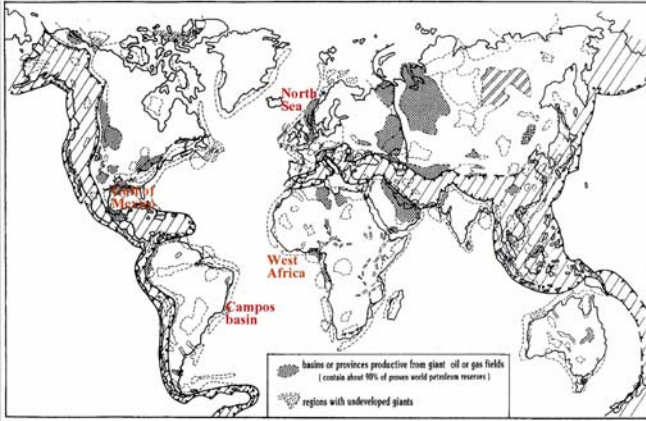 North
Sea
Gulf of
Mexico
West
Africa
Campos
basin
basins or provinces productive from giant oil or gas fields
( contain about 90% of proven world petroleum reserves )
regions with undeveloped giants